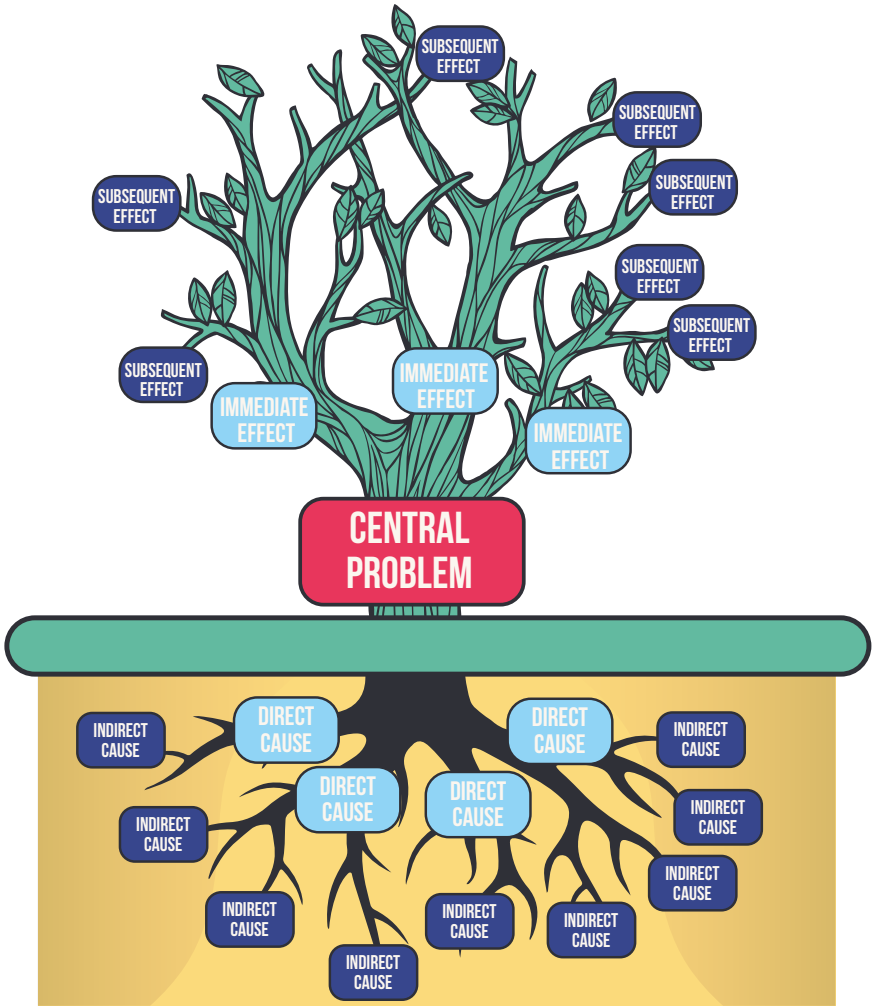 SUBSEQUENT
EFFECT
SUBSEQUENT
EFFECT
SUBSEQUENT
EFFECT
SUBSEQUENT
EFFECT
SUBSEQUENT
EFFECT
SUBSEQUENT
EFFECT
SUBSEQUENT
EFFECT
IMMEDIATE
EFFECT
IMMEDIATE
EFFECT
IMMEDIATE
EFFECT
CENTRAL
PROBLEM
DIRECT
CAUSE
DIRECT
CAUSE
INDIRECT
CAUSE
INDIRECT
CAUSE
DIRECT
CAUSE
DIRECT
CAUSE
INDIRECT
CAUSE
INDIRECT
CAUSE
INDIRECT
CAUSE
INDIRECT
CAUSE
INDIRECT
CAUSE
INDIRECT
CAUSE
INDIRECT
CAUSE